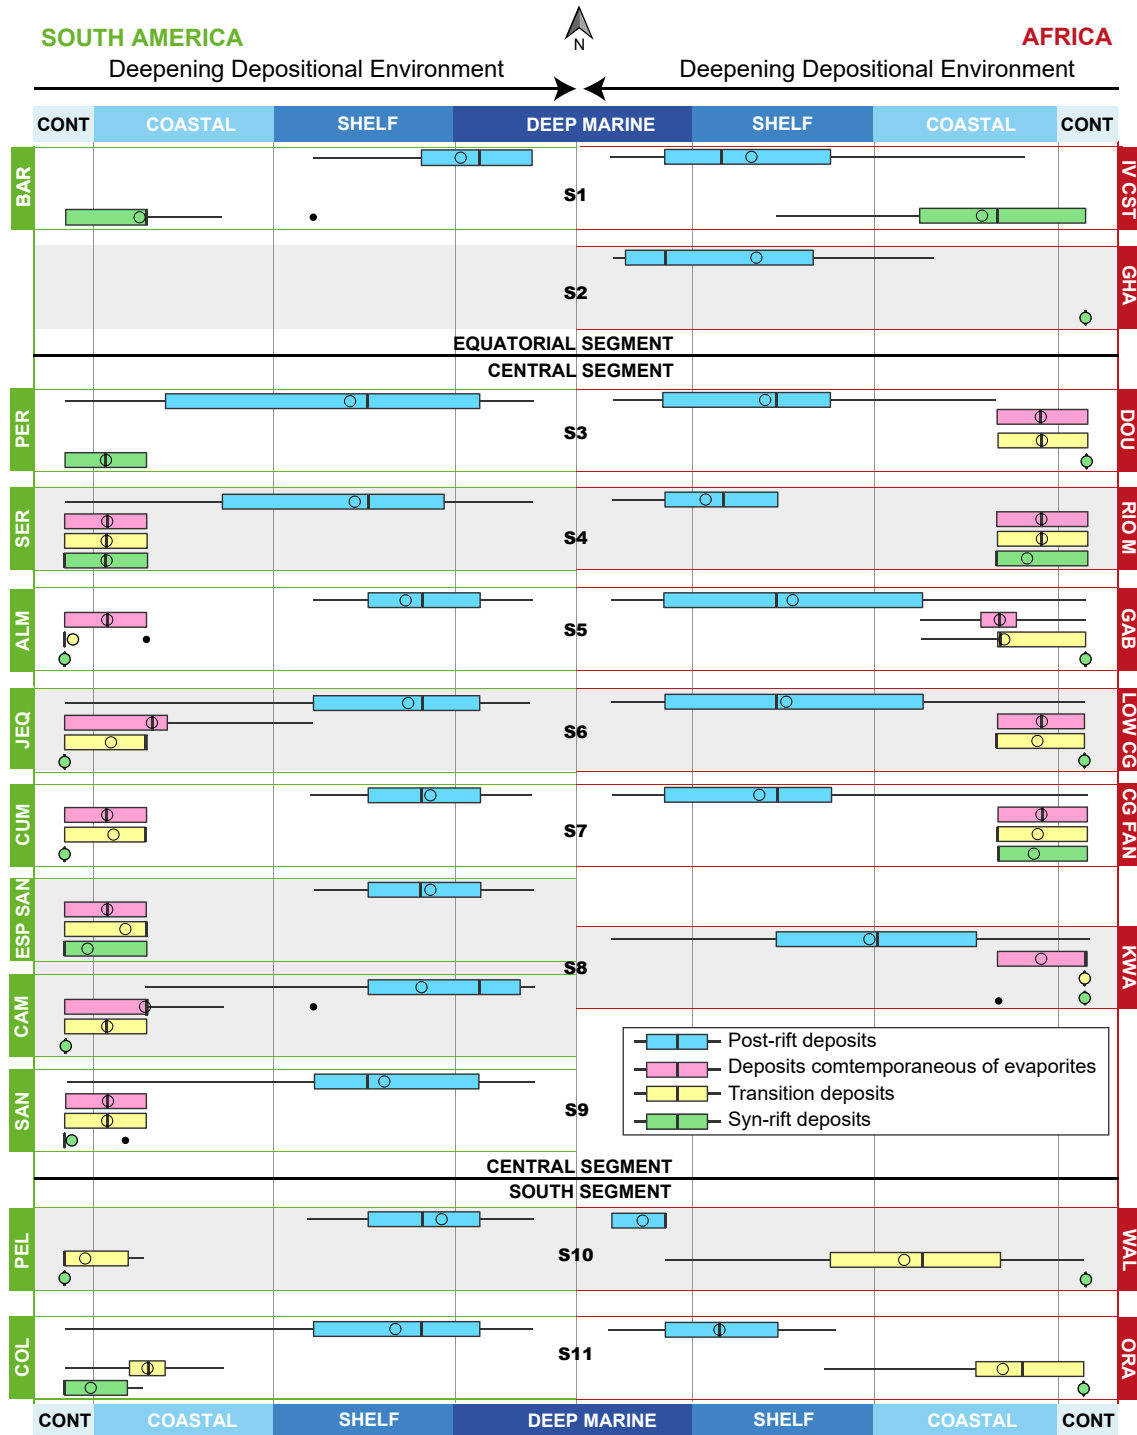 SOUTH AMERICA
N
AFRICA
Deepening Depositional Environment
Deepening Depositional Environment
CONT COASTAL SHELF DEEP MARINE SHELF COASTAL CONT
BAR S1 IV CST
S2 GHA
EQUATORIAL SEGMENT
CENTRAL SEGMENT
PER S3 DOU
SER S4 RIO M
ALM S5 GAB
JEQ S6 LOW CG
CUM S7 CG FAN
ESP SAN
S8 KWA
CAM
Post-rift deposits
Deposits comtemporaneous of evaporites
Transition deposits
Syn-rift deposits
SAN S9
CENTRAL SEGMENT
SOUTH SEGMENT
PEL S10 WAL
COL S11 ORA
CONT COASTAL SHELF DEEP MARINE SHELF COASTAL CONT